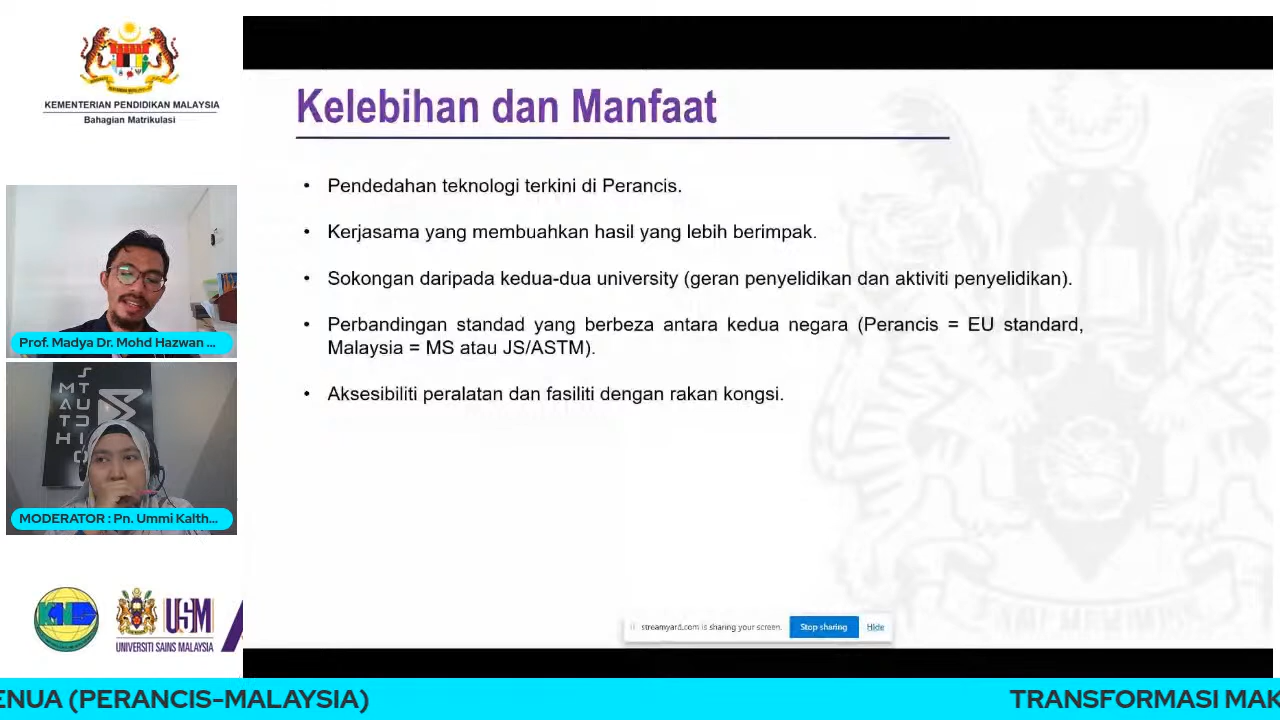 KEMENTERIAN PENDIDIKAN MALAYSIA
Bahagian Matrikulasi
Kelebihan dan Manfaat
• Pendedahan teknologi terkini di Perancis.
• Kerjasama yang membuahkan hasil yang lebih berimpak.
• Sokongan daripada kedua-dua university (geran penyelidikan dan aktiviti penyelidikan).
• Perbandingan standad yang berbeza antara kedua negara (Perancis = EU standard,
Malaysia = MS atau JS/ASTM).
• Aksesibiliti peralatan dan fasiliti dengan rakan kongsi.
Prof. Madya Dr. Mohd Hazwan ...
MATH
STUDIO
MODERATOR : Pn. Ummi Kalth...
USM
UNIVERSITI SAINS MALAYSIA
streamyard.com is sharing your screen.
Stop sharing
Hide
ENUA (PERANCIS-MALAYSIA)
TRANSFORMASI MAK